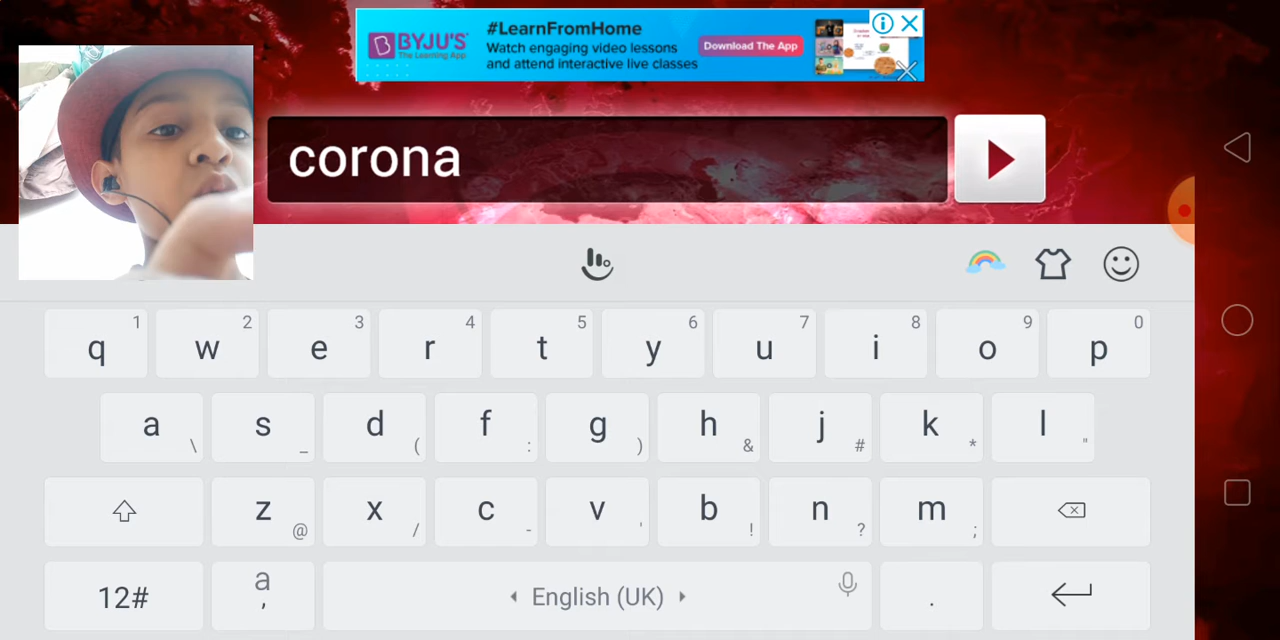 BYJU'S
The Learning App
#LearnFromHome
Watch engaging video lessons
and attend interactive live classes
Download The App
corona
1 2 3 4 5 6 7 8 9 0
q w e r t y u i o p
a s d f g h j k l
\ _ ( : ) & # * "
z x c v b n m
@ / - ' ! ? ;
12# a , English (UK) .